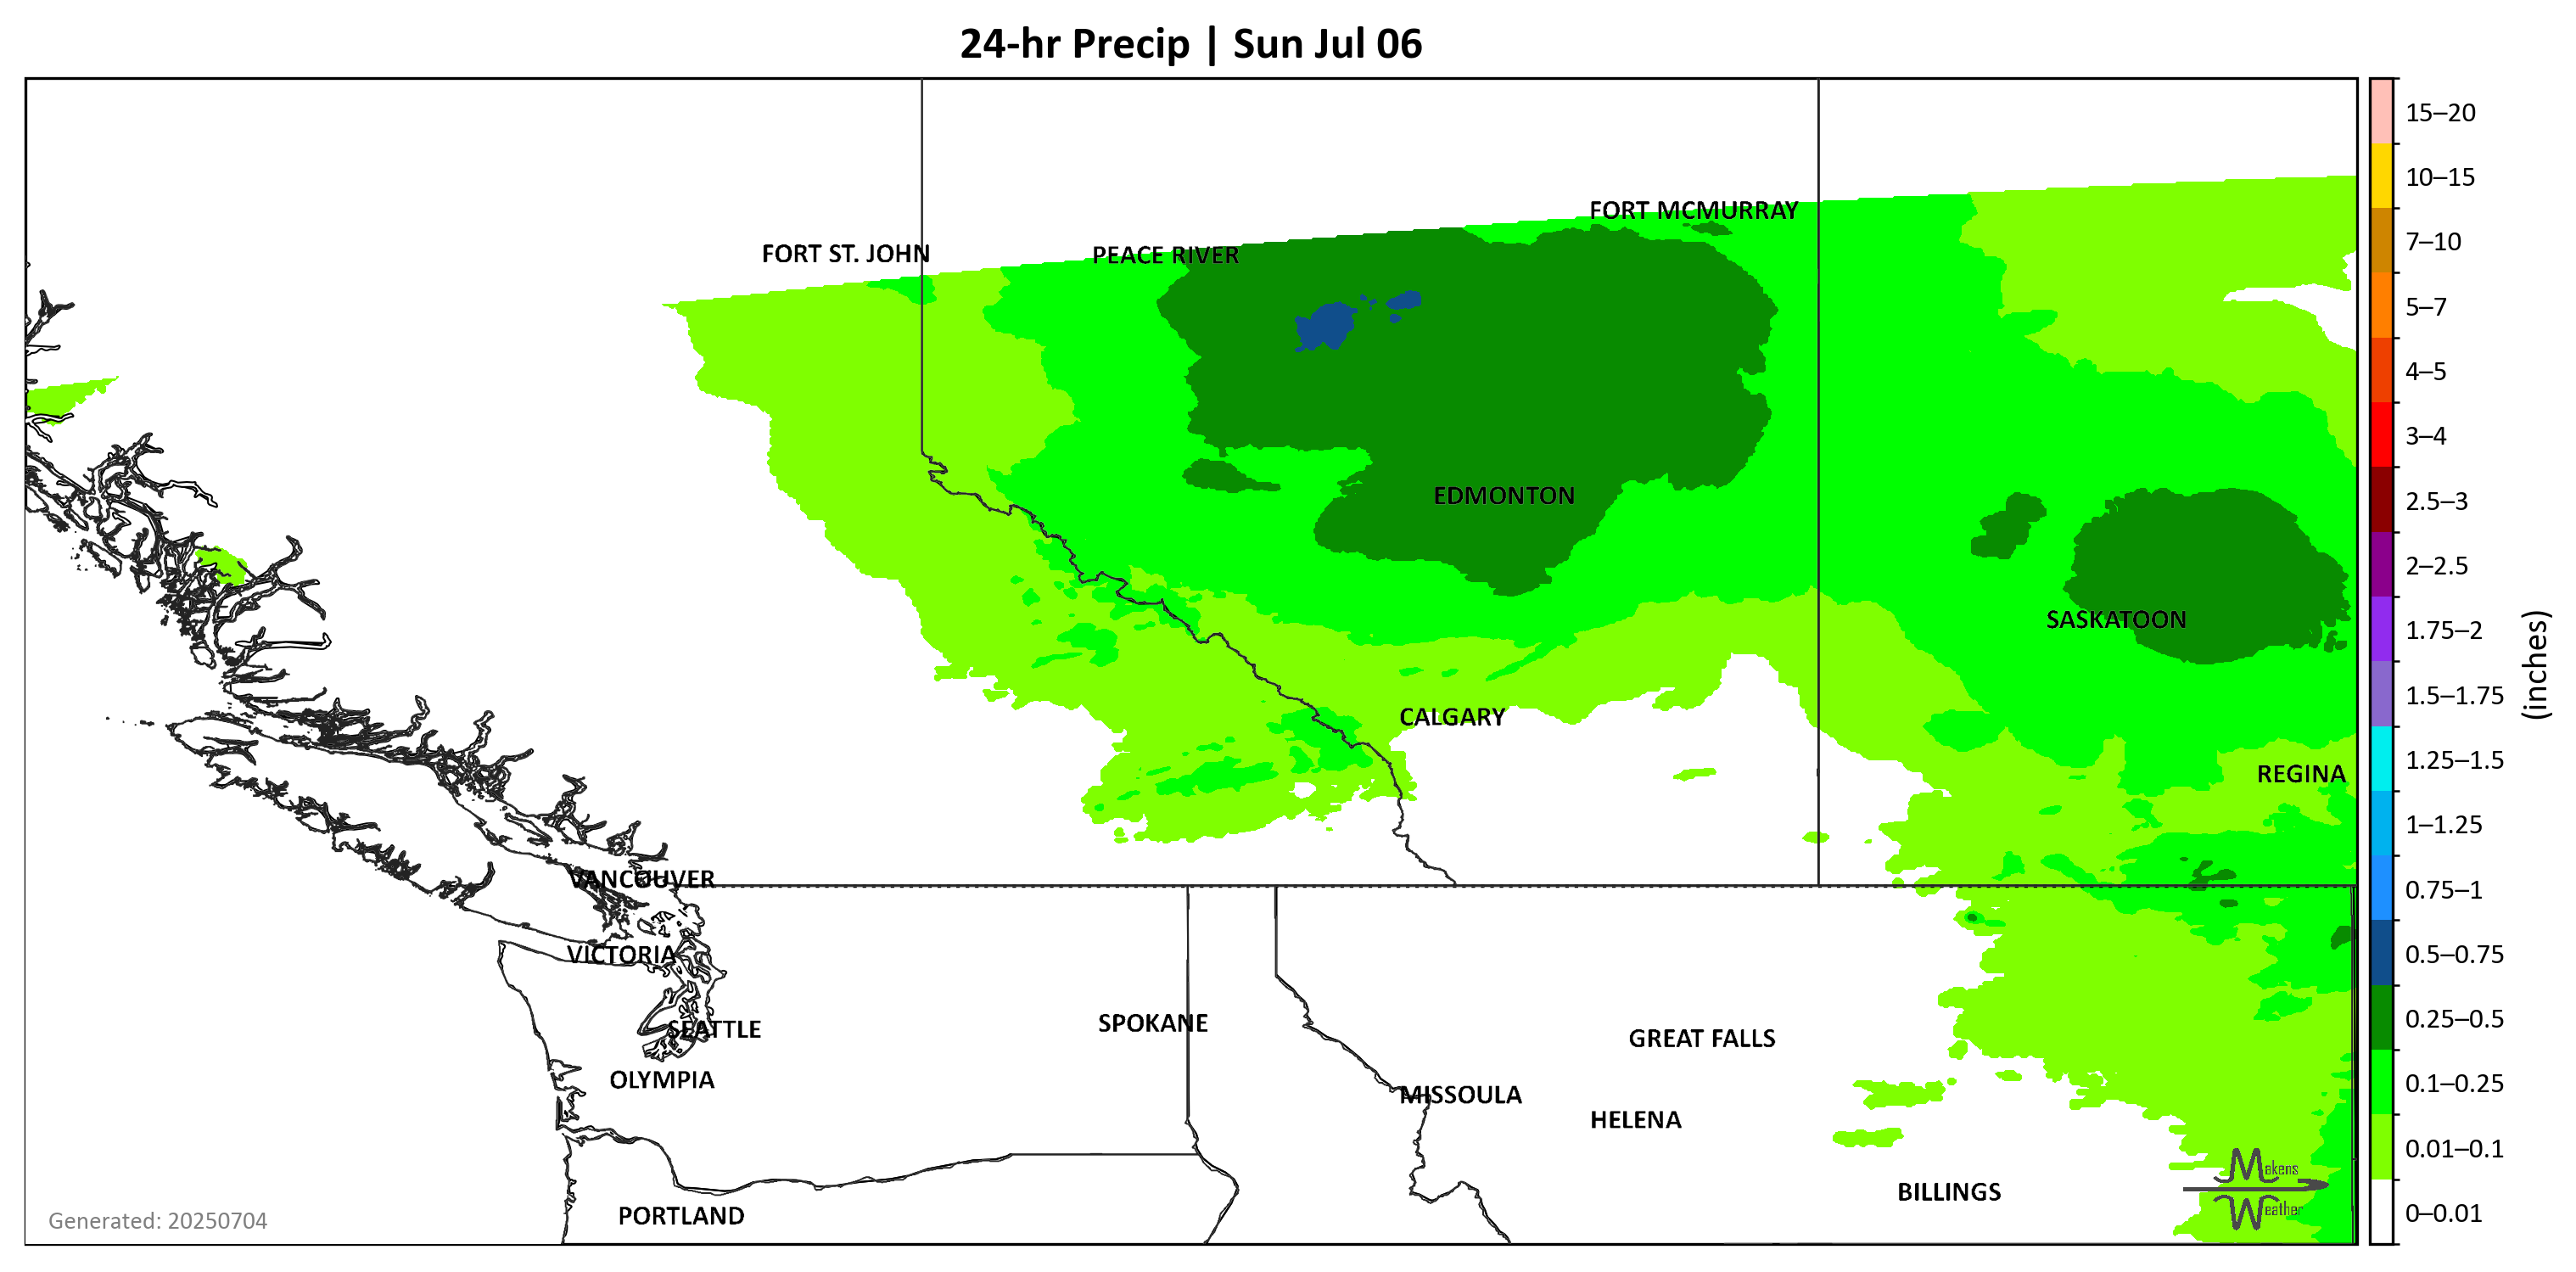 24-hr Precip | Sun Jul 06
FORT MCMURRAY
FORT ST. JOHN
PEACE RIVER
EDMONTON
SASKATOON
CALGARY
REGINA
VANCOUVER
VICTORIA
SPOKANE
SEATTLE
GREAT FALLS
OLYMPIA
MISSOULA
HELENA
BILLINGS
PORTLAND
Makens
Weather
Generated: 20250704
15–20
10–15
7–10
5–7
4–5
3–4
2.5–3
2–2.5
1.75–2
1.5–1.75
1.25–1.5
1–1.25
0.75–1
0.5–0.75
0.25–0.5
0.1–0.25
0.01–0.1
0–0.01
(inches)